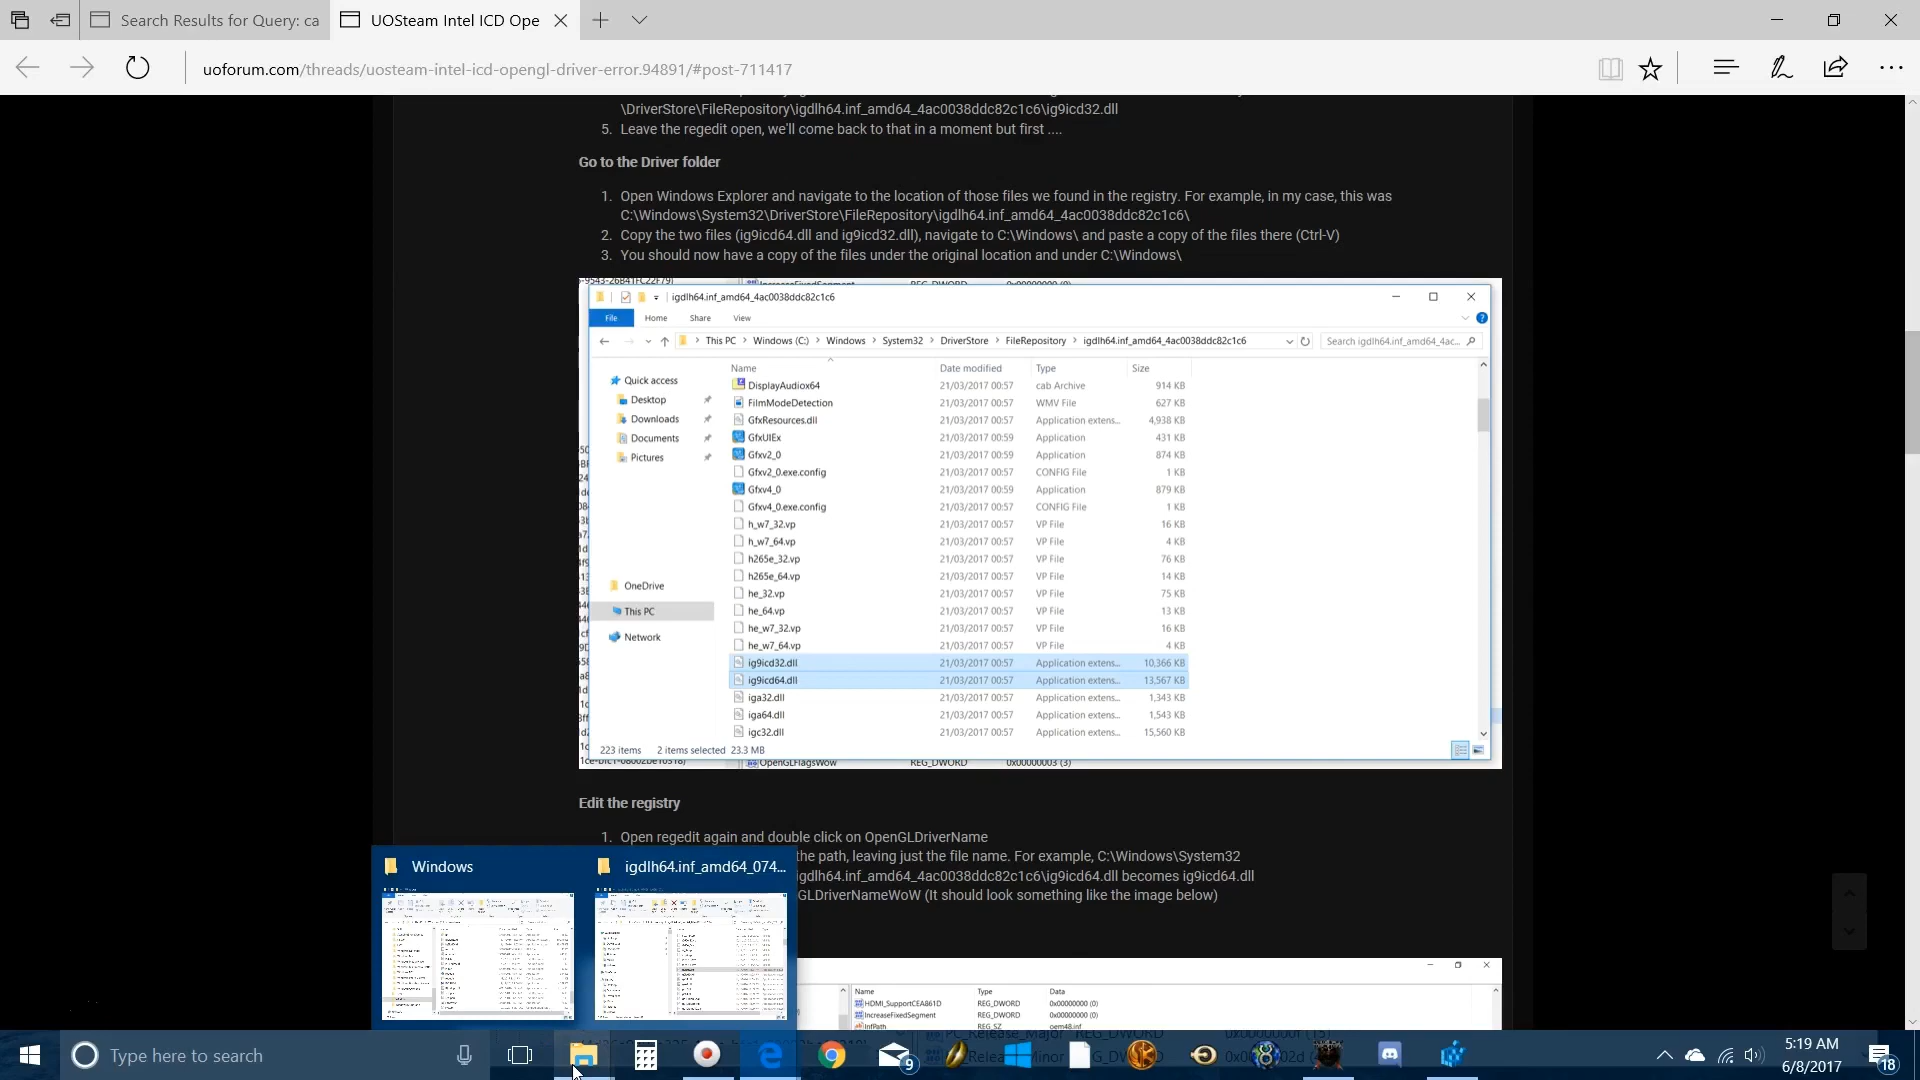 Search Results for Query: ca
UOSteam Intel ICD Ope
uoforum.com/threads/uosteam-intel-icd-opengl-driver-error.94891/#post-711417
\DriverStore\FileRepository\igdlh64.inf_amd64_4ac0038ddc82c1c6\ig9icd32.dll
5. Leave the regedit open, we'll come back to that in a moment but first ....
Go to the Driver folder
1. Open Windows Explorer and navigate to the location of those files we found in the registry. For example, in my case, this was
C:\Windows\System32\DriverStore\FileRepository\igdlh64.inf_amd64_4ac0038ddc82c1c6\
2. Copy the two files (ig9icd64.dll and ig9icd32.dll), navigate to C:\Windows\ and paste a copy of the files there (Ctrl-V)
3. You should now have a copy of the files under the original location and under C:\Windows\
igdlh64.inf_amd64_4ac0038ddc82c1c6
File Home Share View
This PC > Windows (C:) > Windows > System32 > DriverStore > FileRepository > igdlh64.inf_amd64_4ac0038ddc82c1c6
Search igdlh64.inf_amd64_4ac...
Quick access
Desktop
Downloads
Documents
Pictures
OneDrive
This PC
Network
Name Date modified Type Size
DisplayAudiox64 21/03/2017 00:57 cab Archive 914 KB
FilmModeDetection 21/03/2017 00:57 WMV File 627 KB
GfxResources.dll 21/03/2017 00:57 Application extens... 4,938 KB
GfxUIEx 21/03/2017 00:59 Application 431 KB
Gfxv2_0 21/03/2017 00:59 Application 874 KB
Gfxv2_0.exe.config 21/03/2017 00:57 CONFIG File 1 KB
Gfxv4_0 21/03/2017 00:59 Application 879 KB
Gfxv4_0.exe.config 21/03/2017 00:57 CONFIG File 1 KB
h_w7_32.vp 21/03/2017 00:57 VP File 16 KB
h_w7_64.vp 21/03/2017 00:57 VP File 4 KB
h265e_32.vp 21/03/2017 00:57 VP File 76 KB
h265e_64.vp 21/03/2017 00:57 VP File 14 KB
he_32.vp 21/03/2017 00:57 VP File 75 KB
he_64.vp 21/03/2017 00:57 VP File 13 KB
he_w7_32.vp 21/03/2017 00:57 VP File 16 KB
he_w7_64.vp 21/03/2017 00:57 VP File 4 KB
ig9icd32.dll 21/03/2017 00:57 Application extens... 10,366 KB
ig9icd64.dll 21/03/2017 00:57 Application extens... 13,567 KB
iga32.dll 21/03/2017 00:57 Application extens... 1,343 KB
iga64.dll 21/03/2017 00:57 Application extens... 1,543 KB
igc32.dll 21/03/2017 00:57 Application extens... 15,560 KB
223 items 2 items selected 23.3 MB
OpenGLFlagsWow REG_DWORD 0x00000003 (3)
Edit the registry
1. Open regedit again and double click on OpenGLDriverName
the path, leaving just the file name. For example, C:\Windows\System32
igdlh64.inf_amd64_4ac0038ddc82c1c6\ig9icd64.dll becomes ig9icd64.dll
GLDriverNameWoW (It should look something like the image below)
Windows
igdlh64.inf_amd64_074...
Name Type Data
HDMI_SupportCEA861D REG_DWORD 0x00000000 (0)
IncreaseFixedSegment REG_DWORD 0x00000000 (0)
InfPath REG_SZ oem48.inf
Type here to search
9
5:19 AM
6/8/2017
18